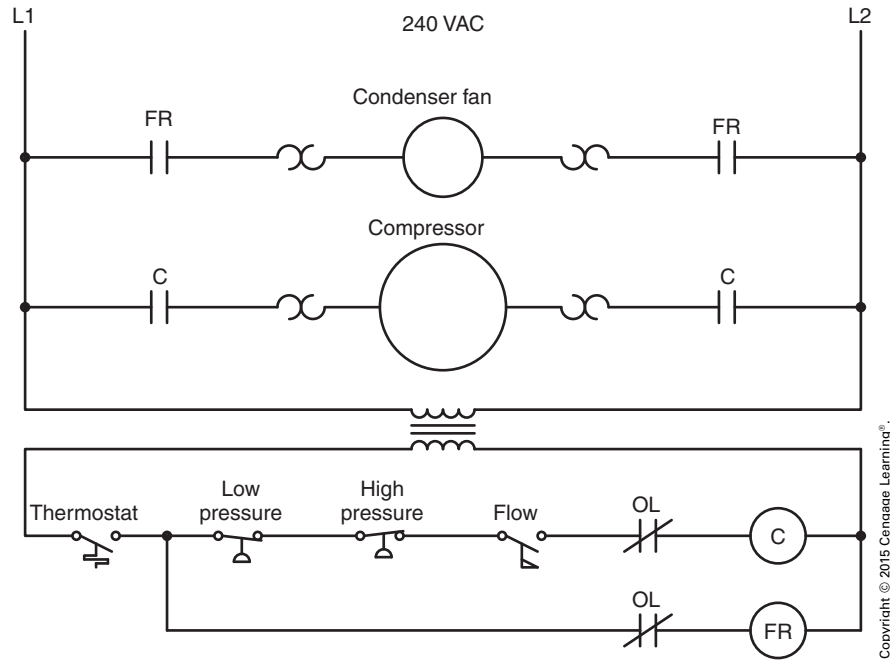 L1
240 VAC
L2
Condenser fan
FR
FR
Compressor
C
C
Thermostat
Low
pressure
High
pressure
Flow
OL
C
OL
FR
Copyright © 2015 Cengage Learning®.